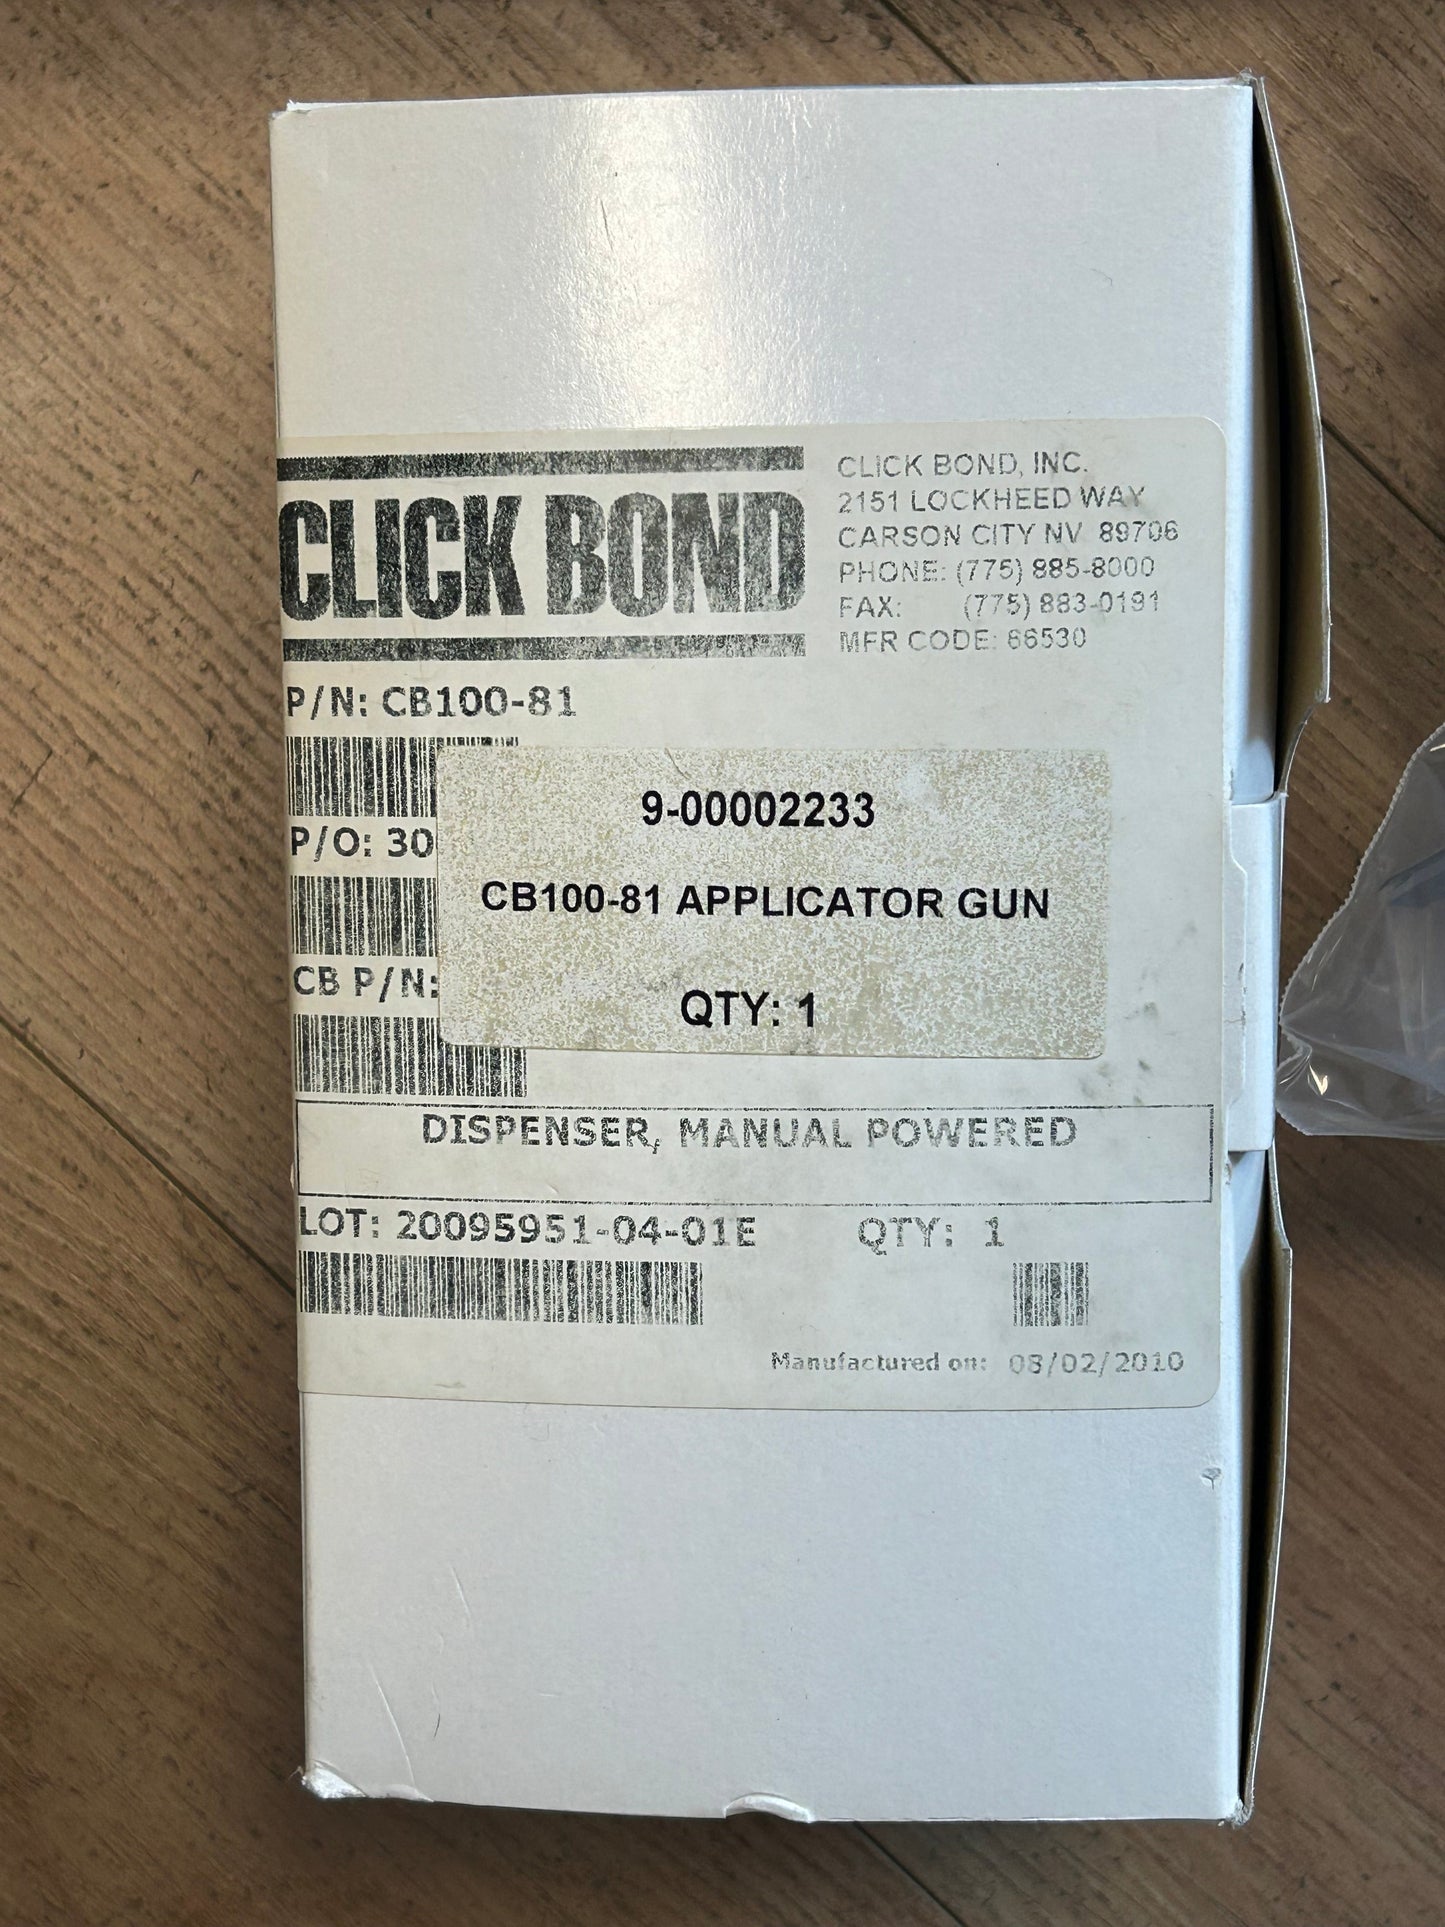 CLICK BOND
CLICK BOND, INC.
2151 LOCKHEED WAY
CARSON CITY NV 89706
PHONE: (775) 885-8000
FAX: (775) 883-0191
MFR CODE: 66530
P/N: CB100-81
P/O: 30
CB P/N:
9-00002233
CB100-81 APPLICATOR GUN
QTY: 1
DISPENSER, MANUAL POWERED
LOT: 20095951-04-01E QTY: 1
Manufactured on: 08/02/2010